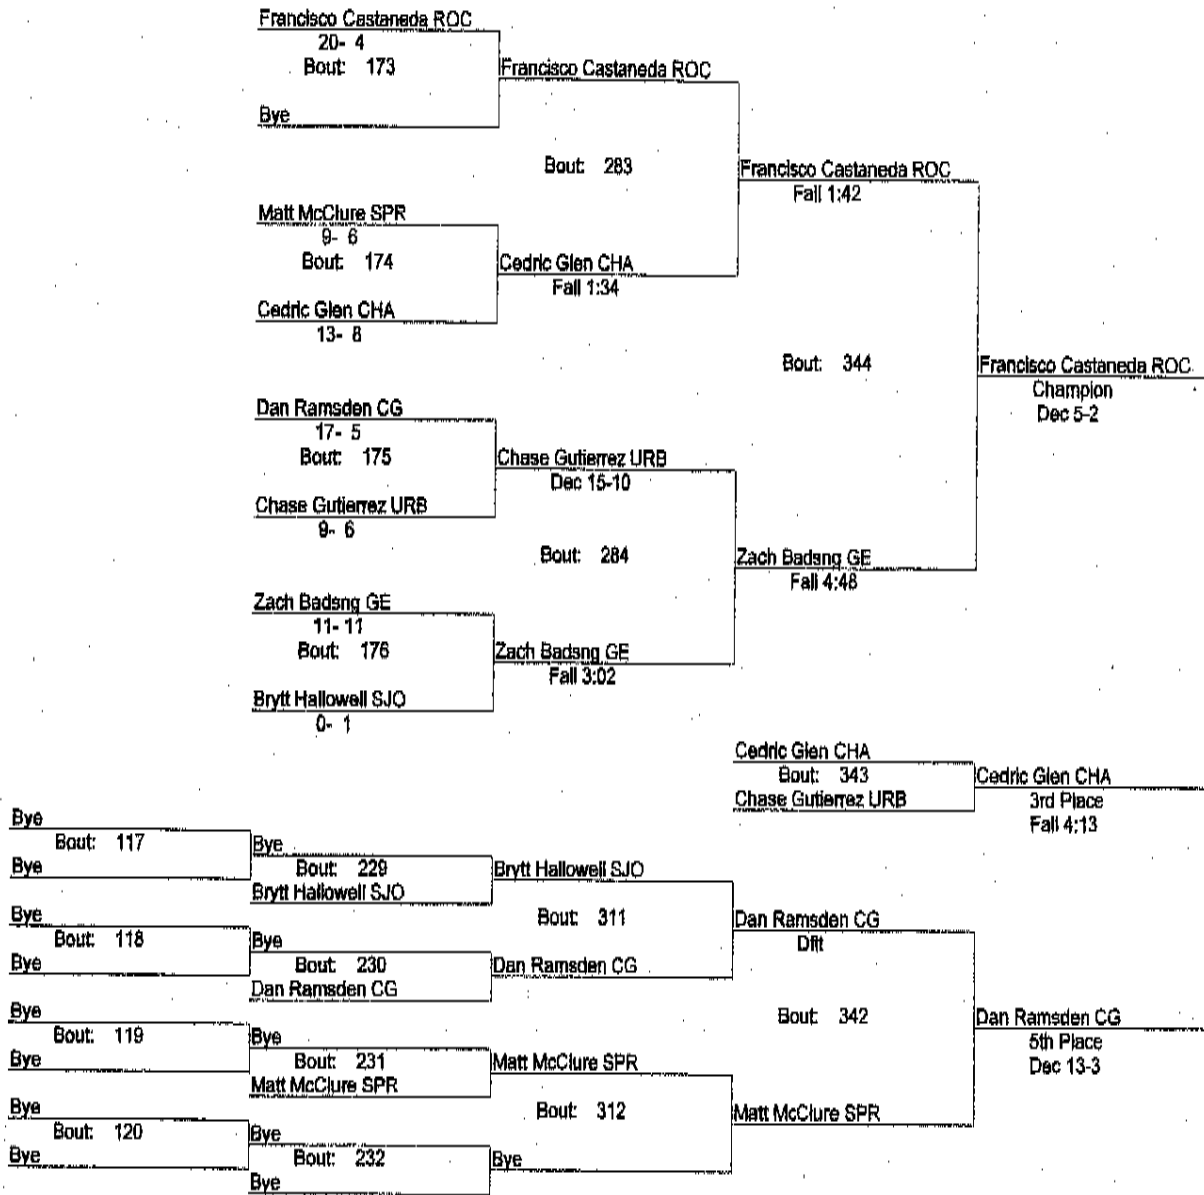 Francisco Castaneda ROC
20- 4
Bout: 173
Francisco Castaneda ROC
Bye
Bout: 283
Francisco Castaneda ROC
Fall 1:42
Matt McClure SPR
9- 6
Bout: 174
Cedric Glen CHA
Fall 1:34
Cedric Glen CHA
13- 8
Bout: 344
Francisco Castaneda ROC
Champion
Dec 5-2
Dan Ramsden CG
17- 5
Bout: 175
Chase Gutierrez URB
Dec 15-10
Chase Gutierrez URB
9- 6
Bout: 284
Zach Badsng GE
Fall 4:48
Zach Badsng GE
11- 11
Bout: 176
Zach Badsng GE
Fall 3:02
Brytt Hallowell SJO
0- 1
Cedric Glen CHA
Bout: 343
Chase Gutierrez URB
Cedric Glen CHA
3rd Place
Fall 4:13
Bye
Bout: 117
Bye
Bye
Bout: 229
Brytt Hallowell SJO
Brytt Hallowell SJO
Bye
Bout: 118
Bye
Bye
Bout: 230
Dan Ramsden CG
Dan Ramsden CG
Bout: 311
Dan Ramsden CG
Dflt
Bye
Bout: 119
Bye
Bye
Bout: 231
Matt McClure SPR
Matt McClure SPR
Bout: 342
Dan Ramsden CG
5th Place
Dec 13-3
Bye
Bout: 120
Bye
Bye
Bout: 232
Bye
Bye
Bout: 312
Matt McClure SPR